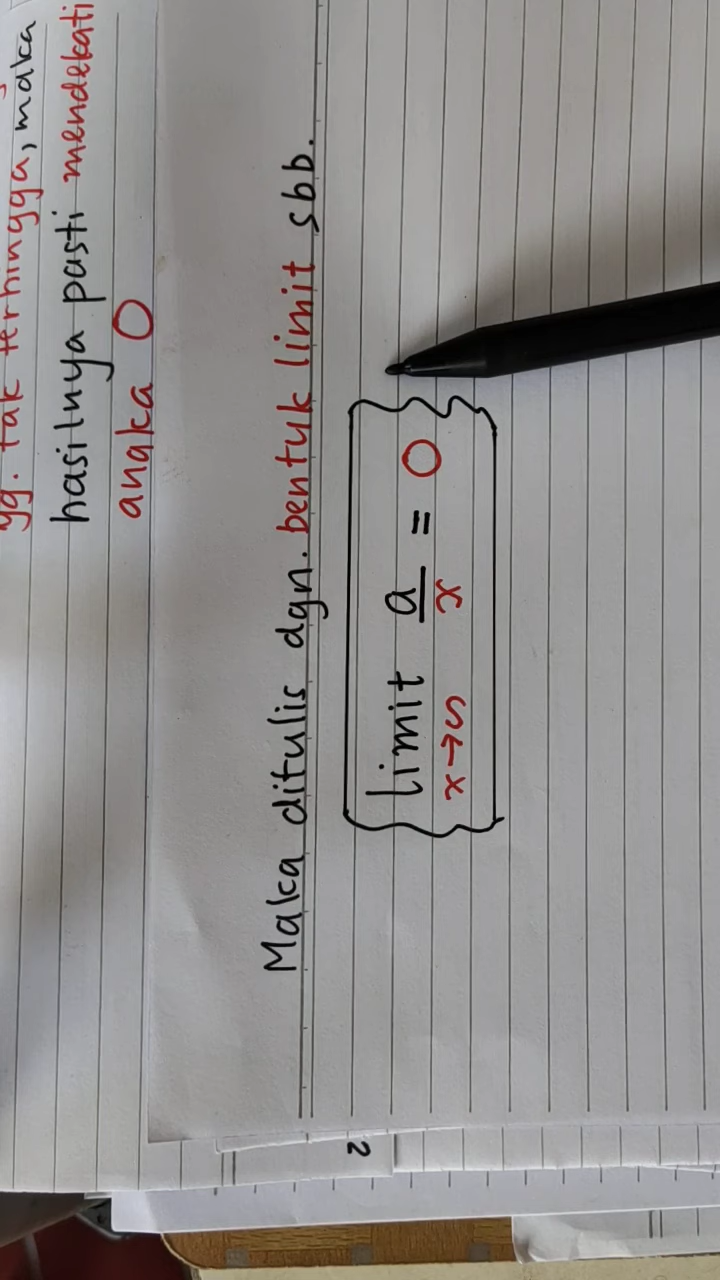 yg. tak terhingga, maka
hasilnya pasti mendekati
angka 0
Maka ditulis dgn. bentuk limit sbb.
limit a/x = 0
x→~
2